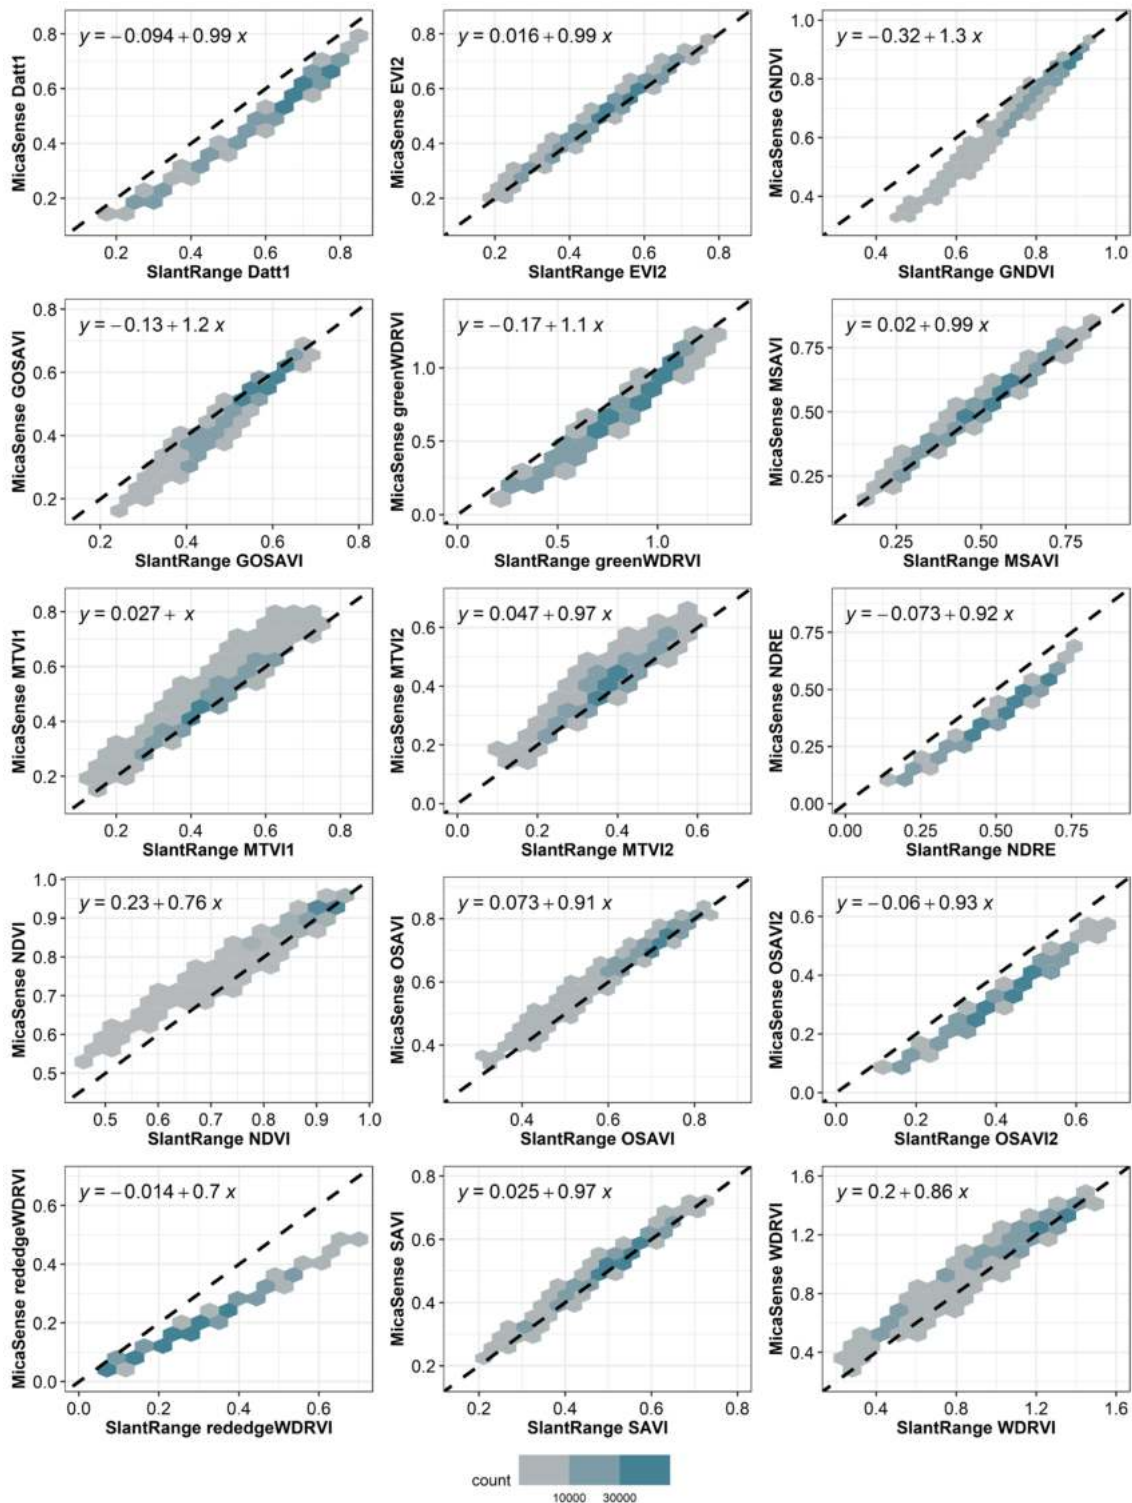 y = −0.094 + 0.99 x
MicaSense Datt1
0.8
0.6
0.4
0.2
0.2 0.4 0.6 0.8
SlantRange Datt1
y = 0.016 + 0.99 x
MicaSense EVI2
0.8
0.6
0.4
0.2
0.2 0.4 0.6 0.8
SlantRange EVI2
y = −0.32 + 1.3 x
MicaSense GNDVI
1.0
0.8
0.6
0.4
0.4 0.6 0.8 1.0
SlantRange GNDVI
y = −0.13 + 1.2 x
MicaSense GOSAVI
0.8
0.6
0.4
0.2
0.2 0.4 0.6 0.8
SlantRange GOSAVI
y = −0.17 + 1.1 x
MicaSense greenWDRVI
1.0
0.5
0.0
0.0 0.5 1.0
SlantRange greenWDRVI
y = 0.02 + 0.99 x
MicaSense MSAVI
0.75
0.50
0.25
0.25 0.50 0.75
SlantRange MSAVI
y = 0.027 + x
MicaSense MTVI1
0.8
0.6
0.4
0.2
0.2 0.4 0.6 0.8
SlantRange MTVI1
y = 0.047 + 0.97 x
MicaSense MTVI2
0.6
0.4
0.2
0.0
0.0 0.2 0.4 0.6
SlantRange MTVI2
y = −0.073 + 0.92 x
MicaSense NDRE
0.75
0.50
0.25
0.00
0.00 0.25 0.50 0.75
SlantRange NDRE
y = 0.23 + 0.76 x
MicaSense NDVI
1.0
0.9
0.8
0.7
0.6
0.5
0.5 0.6 0.7 0.8 0.9 1.0
SlantRange NDVI
y = 0.073 + 0.91 x
MicaSense OSAVI
0.8
0.6
0.4
0.4 0.6 0.8
SlantRange OSAVI
y = −0.06 + 0.93 x
MicaSense OSAVI2
0.6
0.4
0.2
0.0
0.0 0.2 0.4 0.6
SlantRange OSAVI2
y = −0.014 + 0.7 x
MicaSense rededgeWDRVI
0.6
0.4
0.2
0.0
0.0 0.2 0.4 0.6
SlantRange rededgeWDRVI
y = 0.025 + 0.97 x
MicaSense SAVI
0.8
0.6
0.4
0.2
0.2 0.4 0.6 0.8
SlantRange SAVI
y = 0.2 + 0.86 x
MicaSense WDRVI
1.6
1.2
0.8
0.4
0.4 0.8 1.2 1.6
SlantRange WDRVI
count
10000 30000